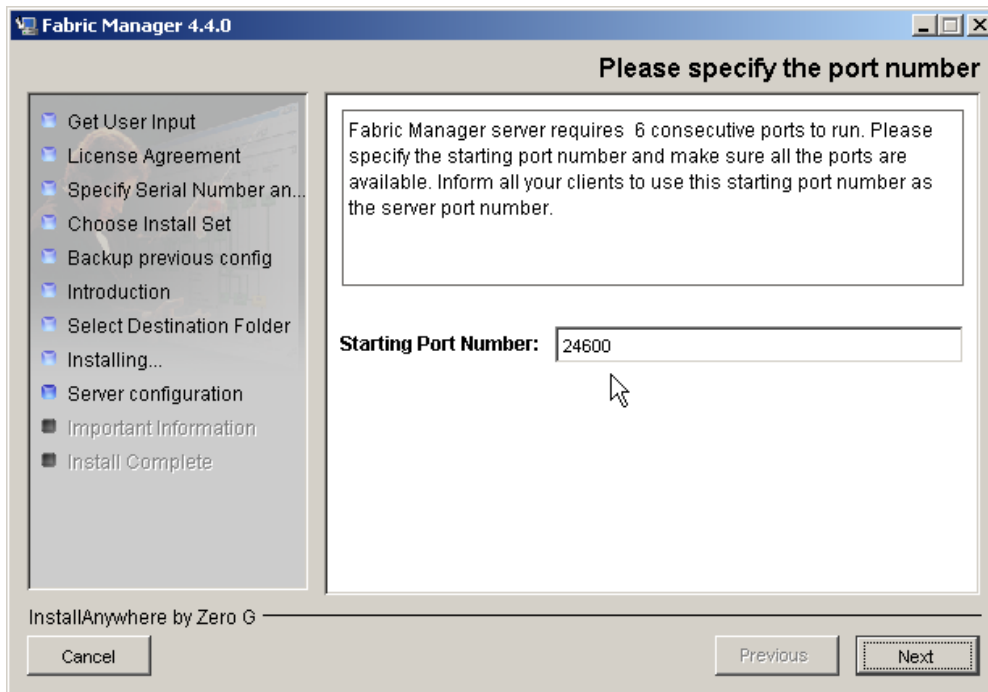 Fabric Manager 4.4.0
Please specify the port number
Get User Input
License Agreement
Specify Serial Number an...
Choose Install Set
Backup previous config
Introduction
Select Destination Folder
Installing...
Server configuration
Important Information
Install Complete
Fabric Manager server requires  6 consecutive ports to run. Please
specify the starting port number and make sure all the ports are
available. Inform all your clients to use this starting port number as
the server port number.
Starting Port Number: 24600
InstallAnywhere by Zero G
Cancel Previous Next